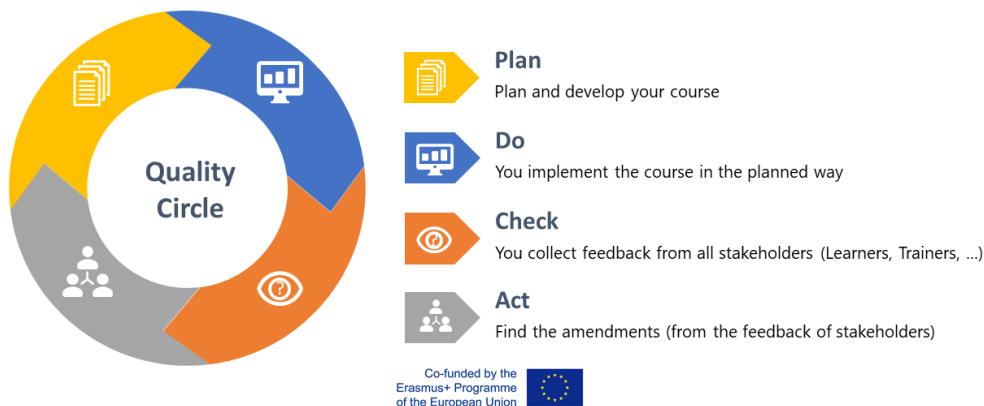 Quality
Circle
Plan
Plan and develop your course
Do
You implement the course in the planned way
Check
You collect feedback from all stakeholders (Learners, Trainers, ...)
Act
Find the amendments (from the feedback of stakeholders)
Co-funded by the
Erasmus+ Programme
of the European Union